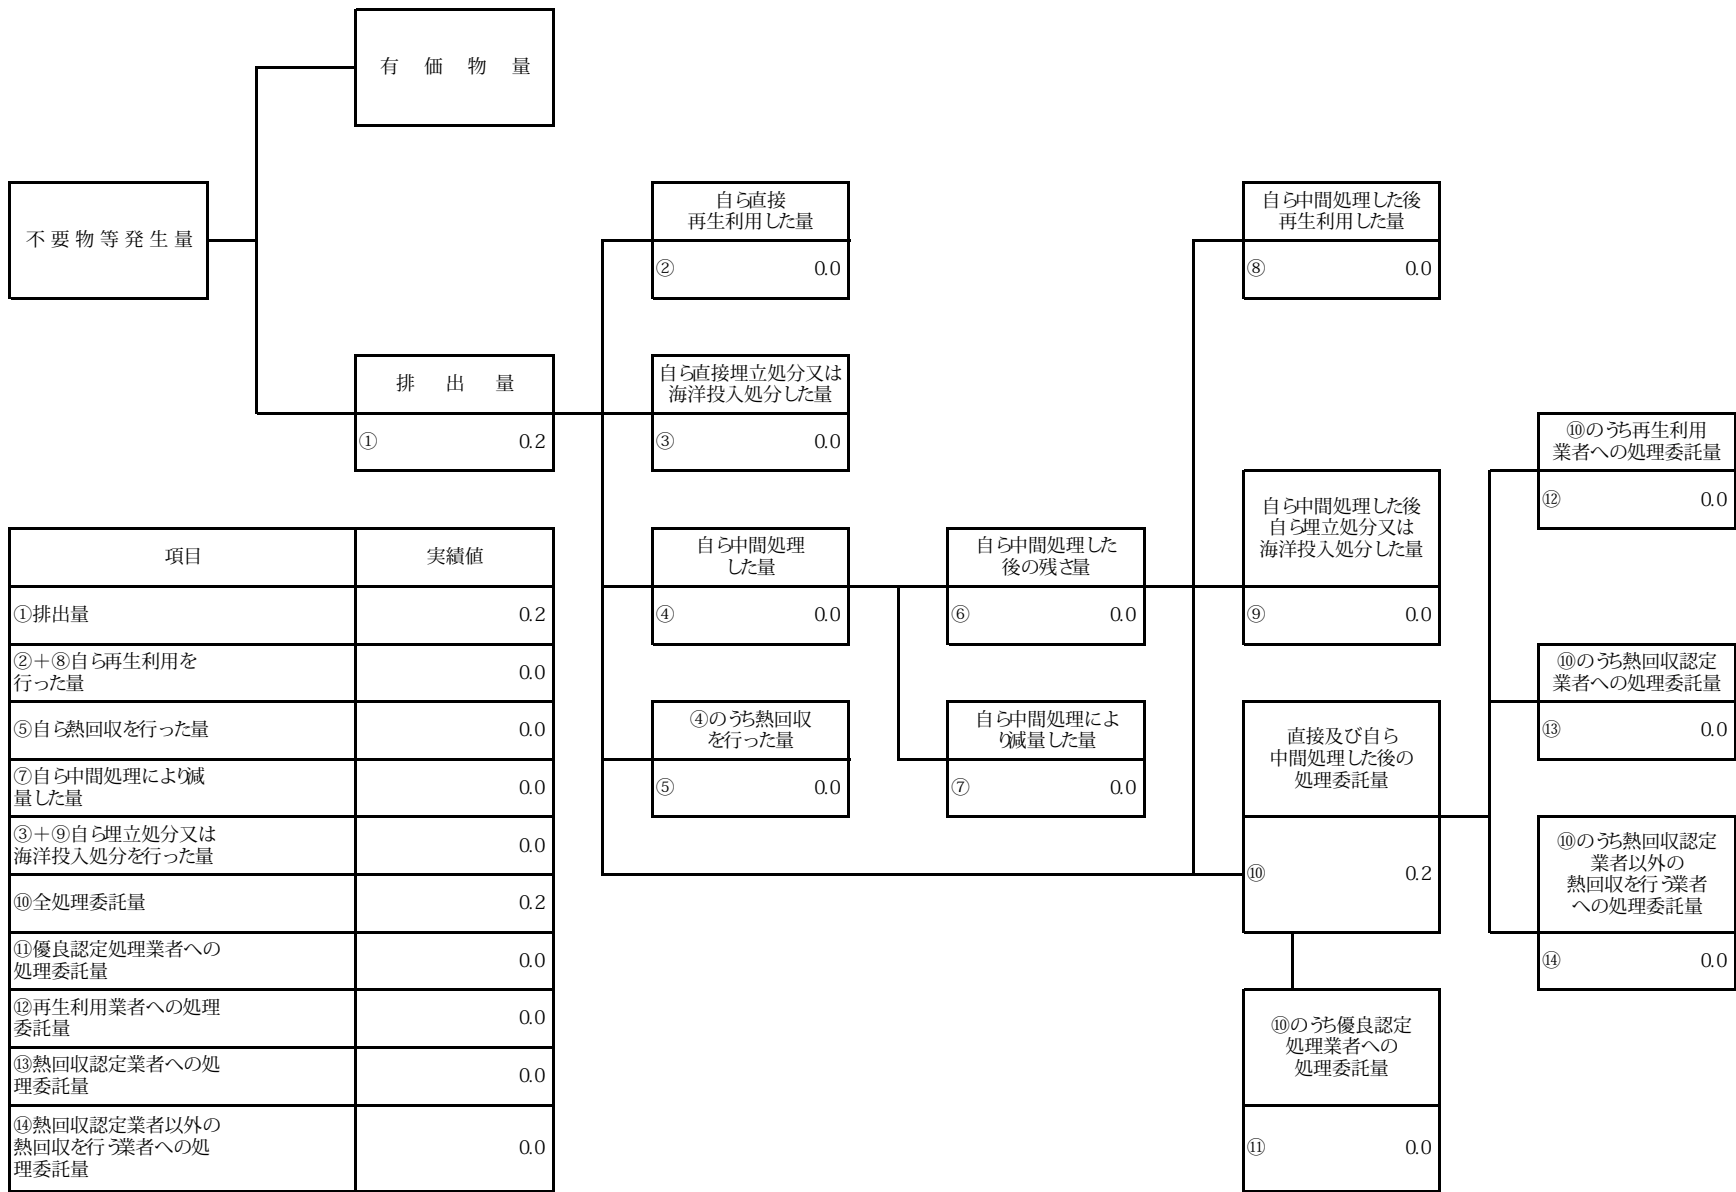 有価物量
不要物等発生量
排出量
① 0.2
自ら直接
再生利用した量
② 0.0
自ら直接埋立処分又は
海洋投入処分した量
③ 0.0
自ら中間処理
した量
④ 0.0
④のうち熱回収
を行った量
⑤ 0.0
自ら中間処理した
後の残さ量
⑥ 0.0
自ら中間処理によ
り減量した量
⑦ 0.0
自ら中間処理した後
再生利用した量
⑧ 0.0
自ら中間処理した後
自ら埋立処分又は
海洋投入処分した量
⑨ 0.0
直接及び自ら
中間処理した後の
処理委託量
⑩ 0.2
⑩のうち優良認定
処理業者への
処理委託量
⑪ 0.0
⑩のうち再生利用
業者への処理委託量
⑫ 0.0
⑩のうち熱回収認定
業者への処理委託量
⑬ 0.0
⑩のうち熱回収認定
業者以外の
熱回収を行う業者
への処理委託量
⑭ 0.0
項目 実績値
①排出量 0.2
②＋⑧自ら再生利用を
行った量 0.0
⑤自ら熱回収を行った量 0.0
⑦自ら中間処理により減
量した量 0.0
③＋⑨自ら埋立処分又は
海洋投入処分を行った量 0.0
⑩全処理委託量 0.2
⑪優良認定処理業者への
処理委託量 0.0
⑫再生利用業者への処理
委託量 0.0
⑬熱回収認定業者への処
理委託量 0.0
⑭熱回収認定業者以外の
熱回収を行う業者への処
理委託量 0.0